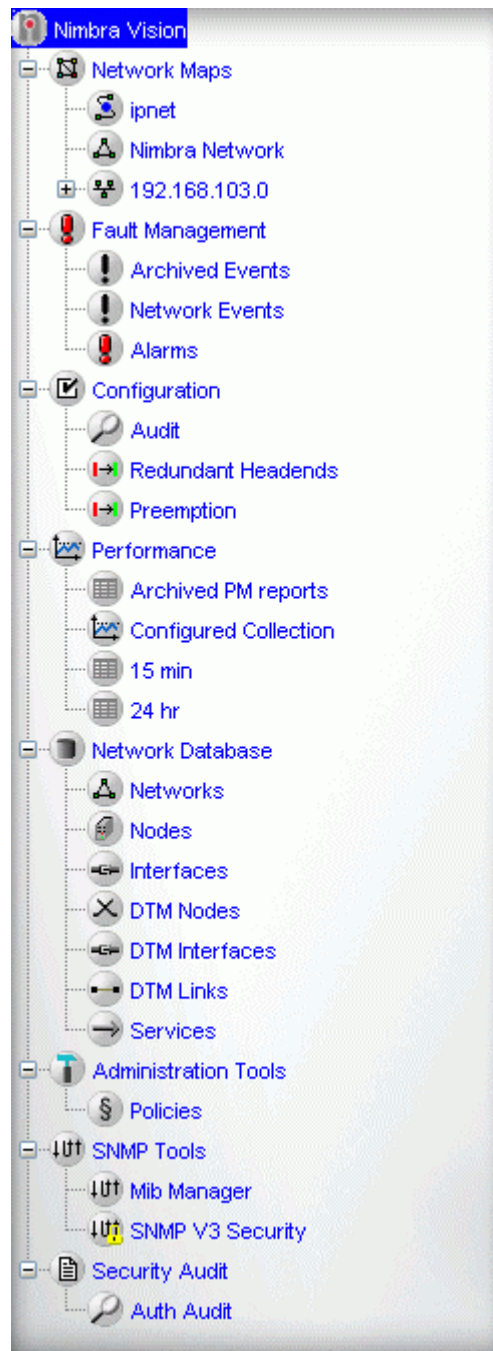 Nimbra Vision
Network Maps
ipnet
Nimbra Network
192.168.103.0
Fault Management
Archived Events
Network Events
Alarms
Configuration
Audit
Redundant Headends
Preemption
Performance
Archived PM reports
Configured Collection
15 min
24 hr
Network Database
Networks
Nodes
Interfaces
DTM Nodes
DTM Interfaces
DTM Links
Services
Administration Tools
§ Policies
SNMP Tools
Mib Manager
SNMP V3 Security
Security Audit
Auth Audit